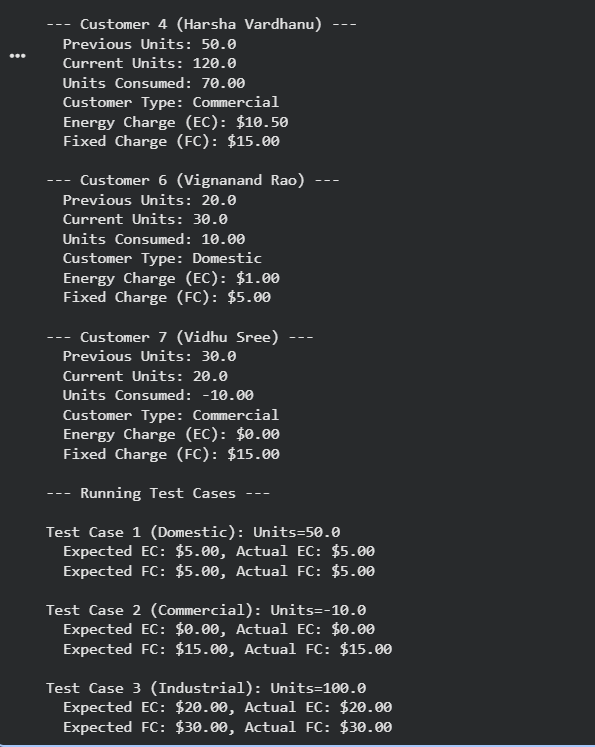 --- Customer 4 (Harsha Vardhanu) ---
Previous Units: 50.0
Current Units: 120.0
Units Consumed: 70.00
Customer Type: Commercial
Energy Charge (EC): $10.50
Fixed Charge (FC): $15.00
--- Customer 6 (Vignanand Rao) ---
Previous Units: 20.0
Current Units: 30.0
Units Consumed: 10.00
Customer Type: Domestic
Energy Charge (EC): $1.00
Fixed Charge (FC): $5.00
--- Customer 7 (Vidhu Sree) ---
Previous Units: 30.0
Current Units: 20.0
Units Consumed: -10.00
Customer Type: Commercial
Energy Charge (EC): $0.00
Fixed Charge (FC): $15.00
--- Running Test Cases ---
Test Case 1 (Domestic): Units=50.0
Expected EC: $5.00, Actual EC: $5.00
Expected FC: $5.00, Actual FC: $5.00
Test Case 2 (Commercial): Units=-10.0
Expected EC: $0.00, Actual EC: $0.00
Expected FC: $15.00, Actual FC: $15.00
Test Case 3 (Industrial): Units=100.0
Expected EC: $20.00, Actual EC: $20.00
Expected FC: $30.00, Actual FC: $30.00